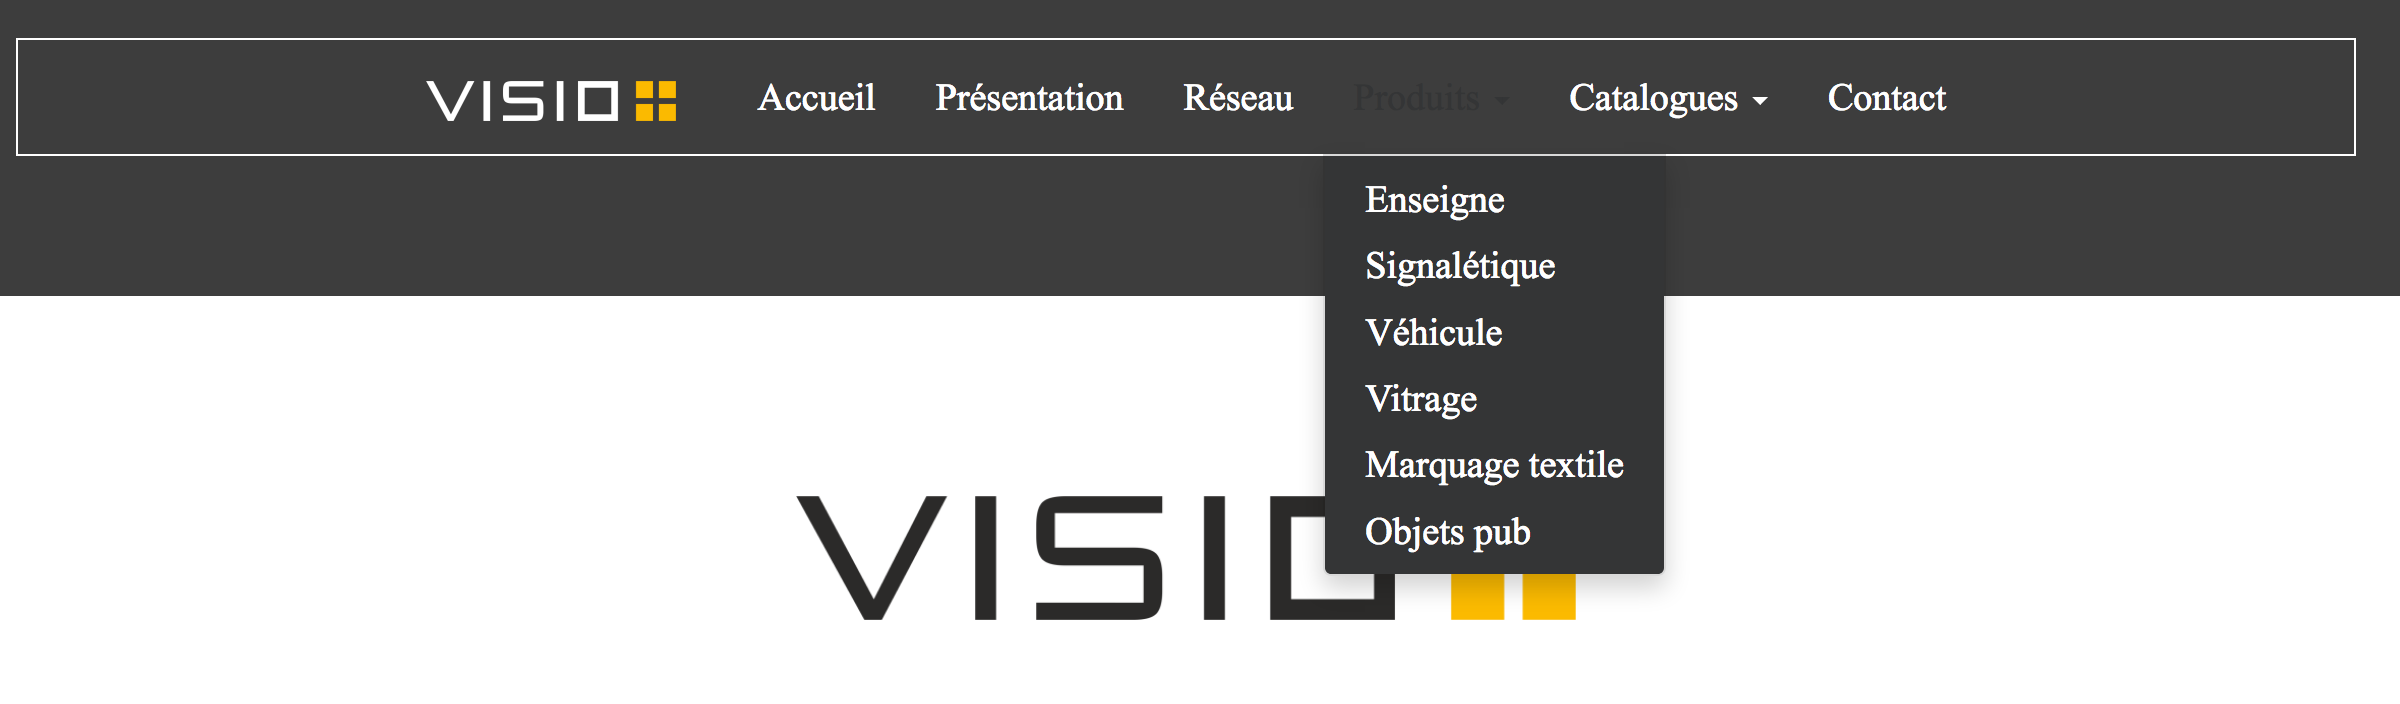 VISIO Accueil Présentation Réseau Produits Catalogues Contact
Enseigne
Signalétique
Véhicule
Vitrage
Marquage textile
Objets pub
VISIO